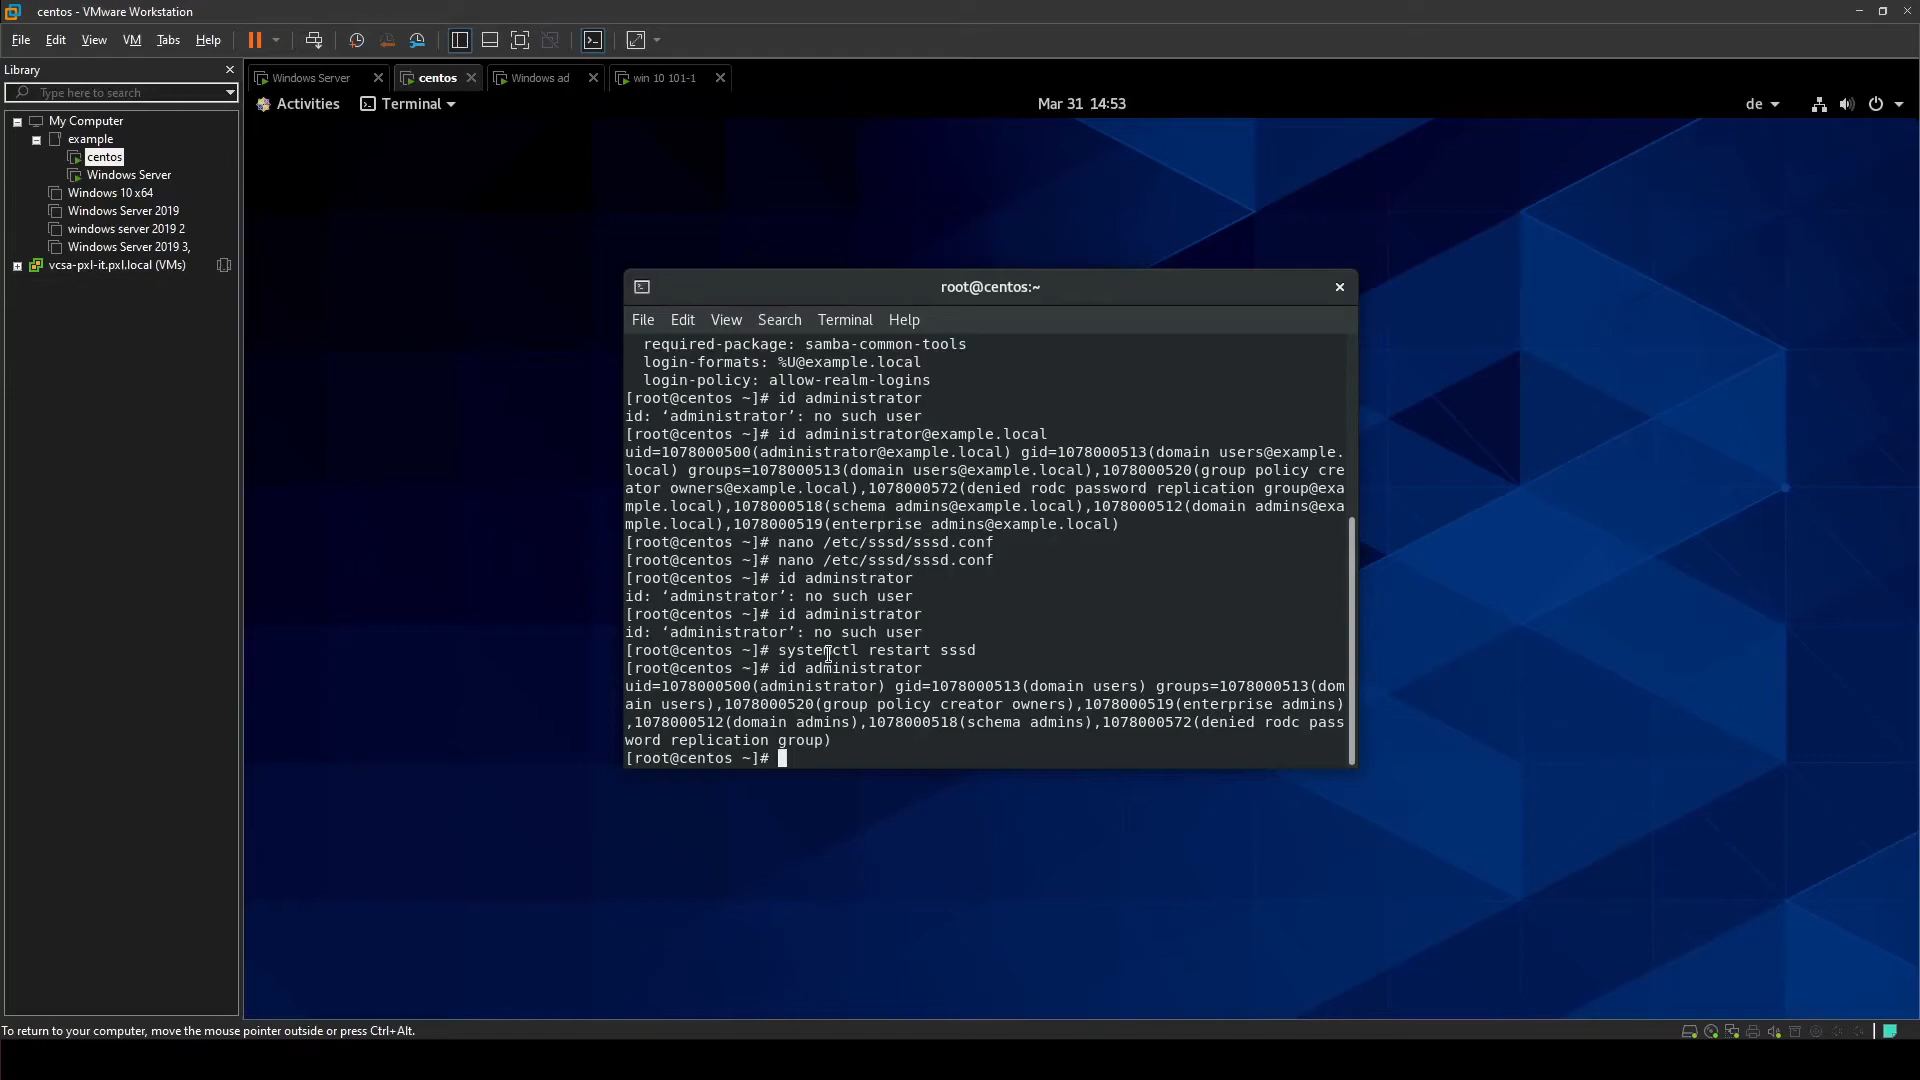 centos - VMware Workstation
File Edit View VM Tabs Help
Library
Type here to search
My Computer
example
centos
Windows Server
Windows 10 x64
Windows Server 2019
windows server 2019 2
Windows Server 2019 3,
vcsa-pxl-it.pxl.local (VMs)
Windows Server centos Windows ad win 10 101-1
Activities Terminal Mar 31 14:53 de
root@centos:~
File Edit View Search Terminal Help
required-package: samba-common-tools
login-formats: %U@example.local
login-policy: allow-realm-logins
[root@centos ~]# id administrator
id: ‘administrator’: no such user
[root@centos ~]# id administrator@example.local
uid=1078000500(administrator@example.local) gid=1078000513(domain users@example.
local) groups=1078000513(domain users@example.local),1078000520(group policy cre
ator owners@example.local),1078000572(denied rodc password replication group@exa
mple.local),1078000518(schema admins@example.local),1078000512(domain admins@exa
mple.local),1078000519(enterprise admins@example.local)
[root@centos ~]# nano /etc/sssd/sssd.conf
[root@centos ~]# nano /etc/sssd/sssd.conf
[root@centos ~]# id adminstrator
id: ‘adminstrator’: no such user
[root@centos ~]# id administrator
id: ‘administrator’: no such user
[root@centos ~]# systemctl restart sssd
[root@centos ~]# id administrator
uid=1078000500(administrator) gid=1078000513(domain users) groups=1078000513(dom
ain users),1078000520(group policy creator owners),1078000519(enterprise admins)
,1078000512(domain admins),1078000518(schema admins),1078000572(denied rodc pass
word replication group)
[root@centos ~]#
To return to your computer, move the mouse pointer outside or press Ctrl+Alt.